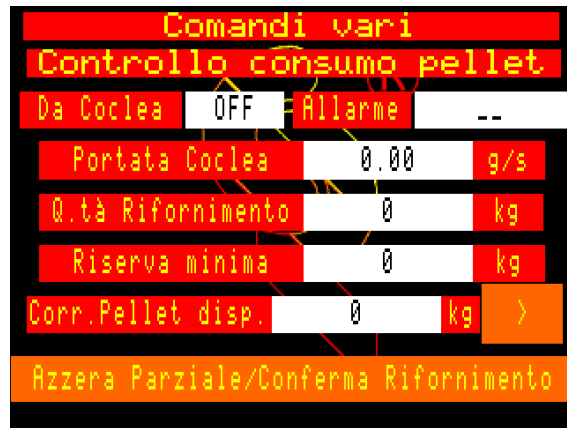 Comandi vari
Controllo consumo pellet
Da Coclea OFF Allarme --
Portata Coclea 0.00 g/s
Q.tà Rifornimento 0 kg
Riserva minima 0 kg
Corr.Pellet disp. 0 kg >
Azzera Parziale/Conferma Rifornimento